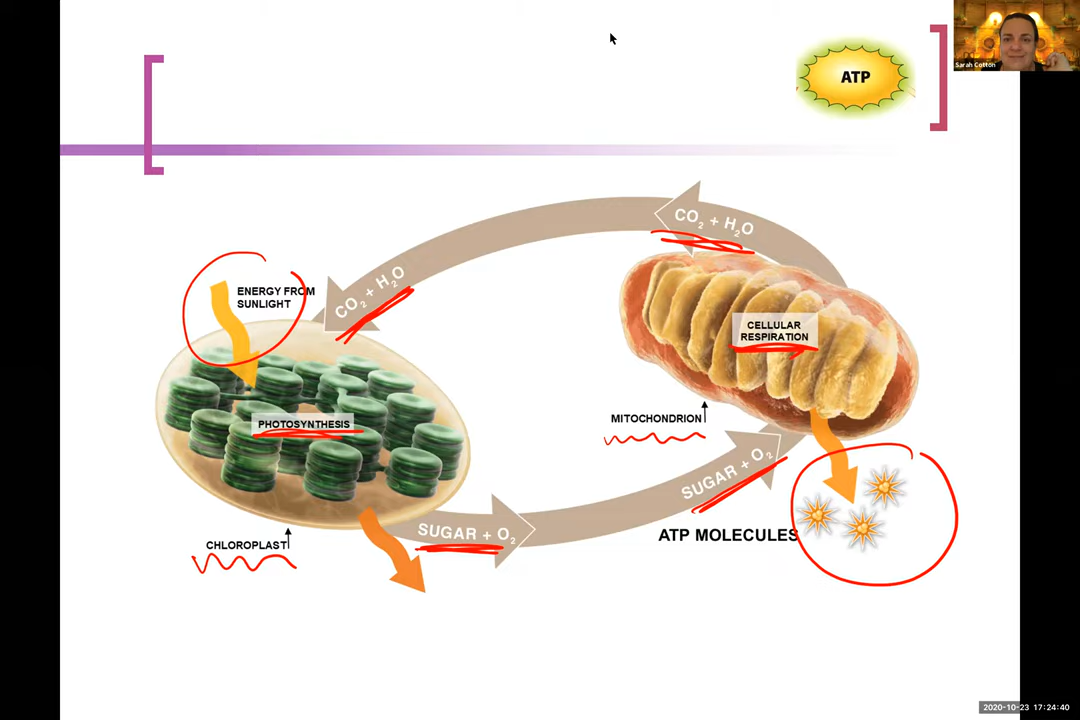 ATP
Sarah Cotton
CO₂ + H₂O
CO₂ + H₂O
ENERGY FROM
SUNLIGHT
CELLULAR
RESPIRATION
PHOTOSYNTHESIS
MITOCHONDRION
SUGAR + O₂
SUGAR + O₂
ATP MOLECULES
CHLOROPLAST
2020-10-23 17:24:40